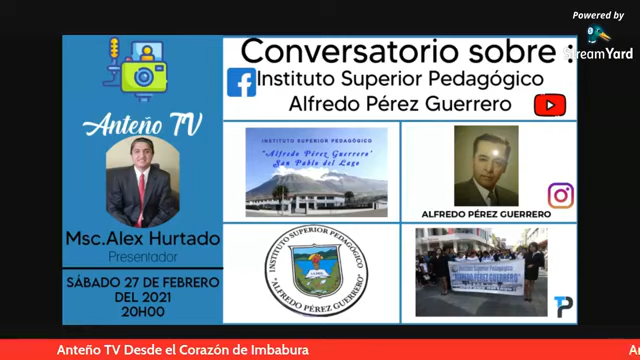 Powered by
StreamYard
Conversatorio sobre :
Instituto Superior Pedagógico
Alfredo Pérez Guerrero
Anteño TV
Msc.Alex Hurtado
Presentador
SÁBADO 27 DE FEBRERO
DEL 2021
20H00
INSTITUTO SUPERIOR PEDAGÓGICO
"Alfredo Pérez Guerrero"
San Pablo del Lago
ALFREDO PÉREZ GUERRERO
INSTITUTO SUPERIOR PEDAGÓGICO
"ALFREDO PÉREZ GUERRERO"
TP
Anteño TV Desde el Corazón de Imbabura